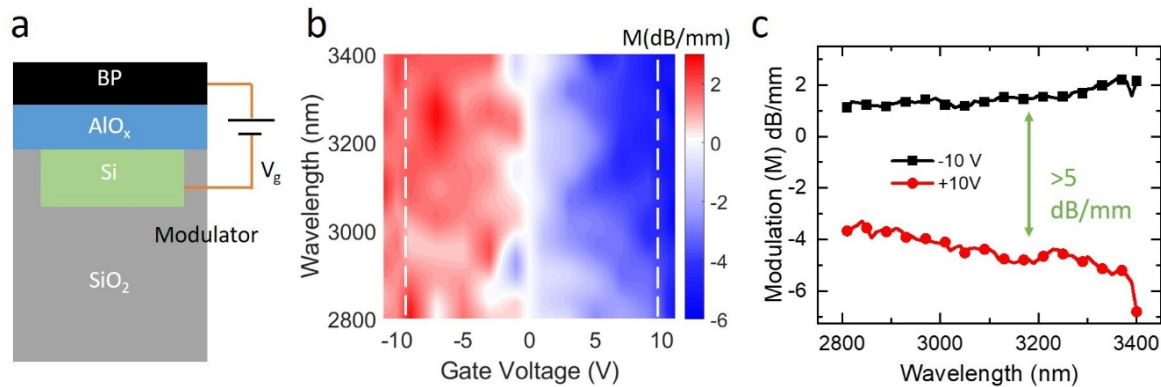 a
BP
AlOₓ
Si
V_g
Modulator
SiO₂
b
M(dB/mm)
3400
3200
3000
2800
Wavelength (nm)
-10 -5 0 5 10
Gate Voltage (V)
2
0
-2
-4
-6
c
2
0
-2
-4
-6
Modulation (M) dB/mm
-10 V
+10V
>5
dB/mm
2800 3000 3200 3400
Wavelength (nm)